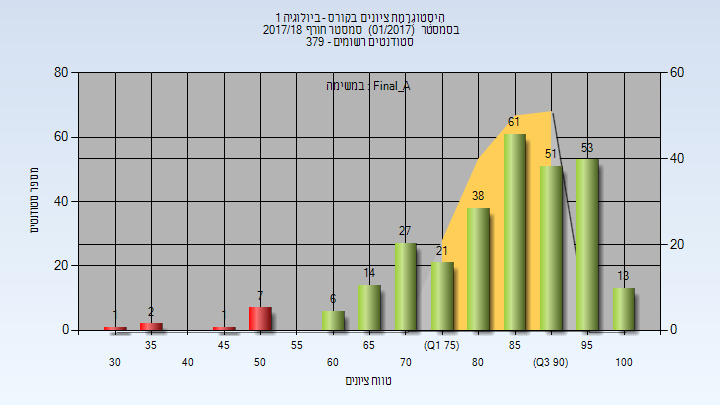 היסטוגרמת ציונים בקורס - ביולוגיה 1
בסמסטר (01/2017) סמסטר חורף 2017/18
סטודנטים רשומים - 379
במשימה : Final_A
מספר סטודנטים
80
60
40
20
0
60
40
20
0
1
2
1
7
6
14
27
21
38
61
51
53
13
35 45 55 65 (Q1 75) 85 95
30 40 50 60 70 80 (Q3 90) 100
טווח ציונים